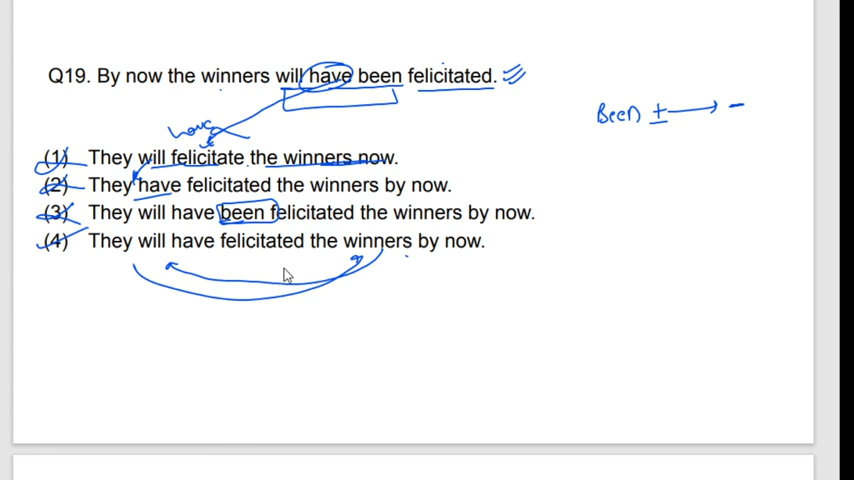 Q19. By now the winners will have been felicitated.
Been ± → -
have
(1) They will felicitate the winners now.
(2) They have felicitated the winners by now.
(3) They will have been felicitated the winners by now.
(4) They will have felicitated the winners by now.